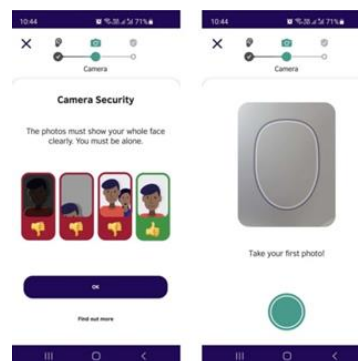 10:44
71%
Camera
Camera Security
The photos must show your whole face
clearly. You must be alone.
OK
Find out more
10:44
71%
Camera
Take your first photo!